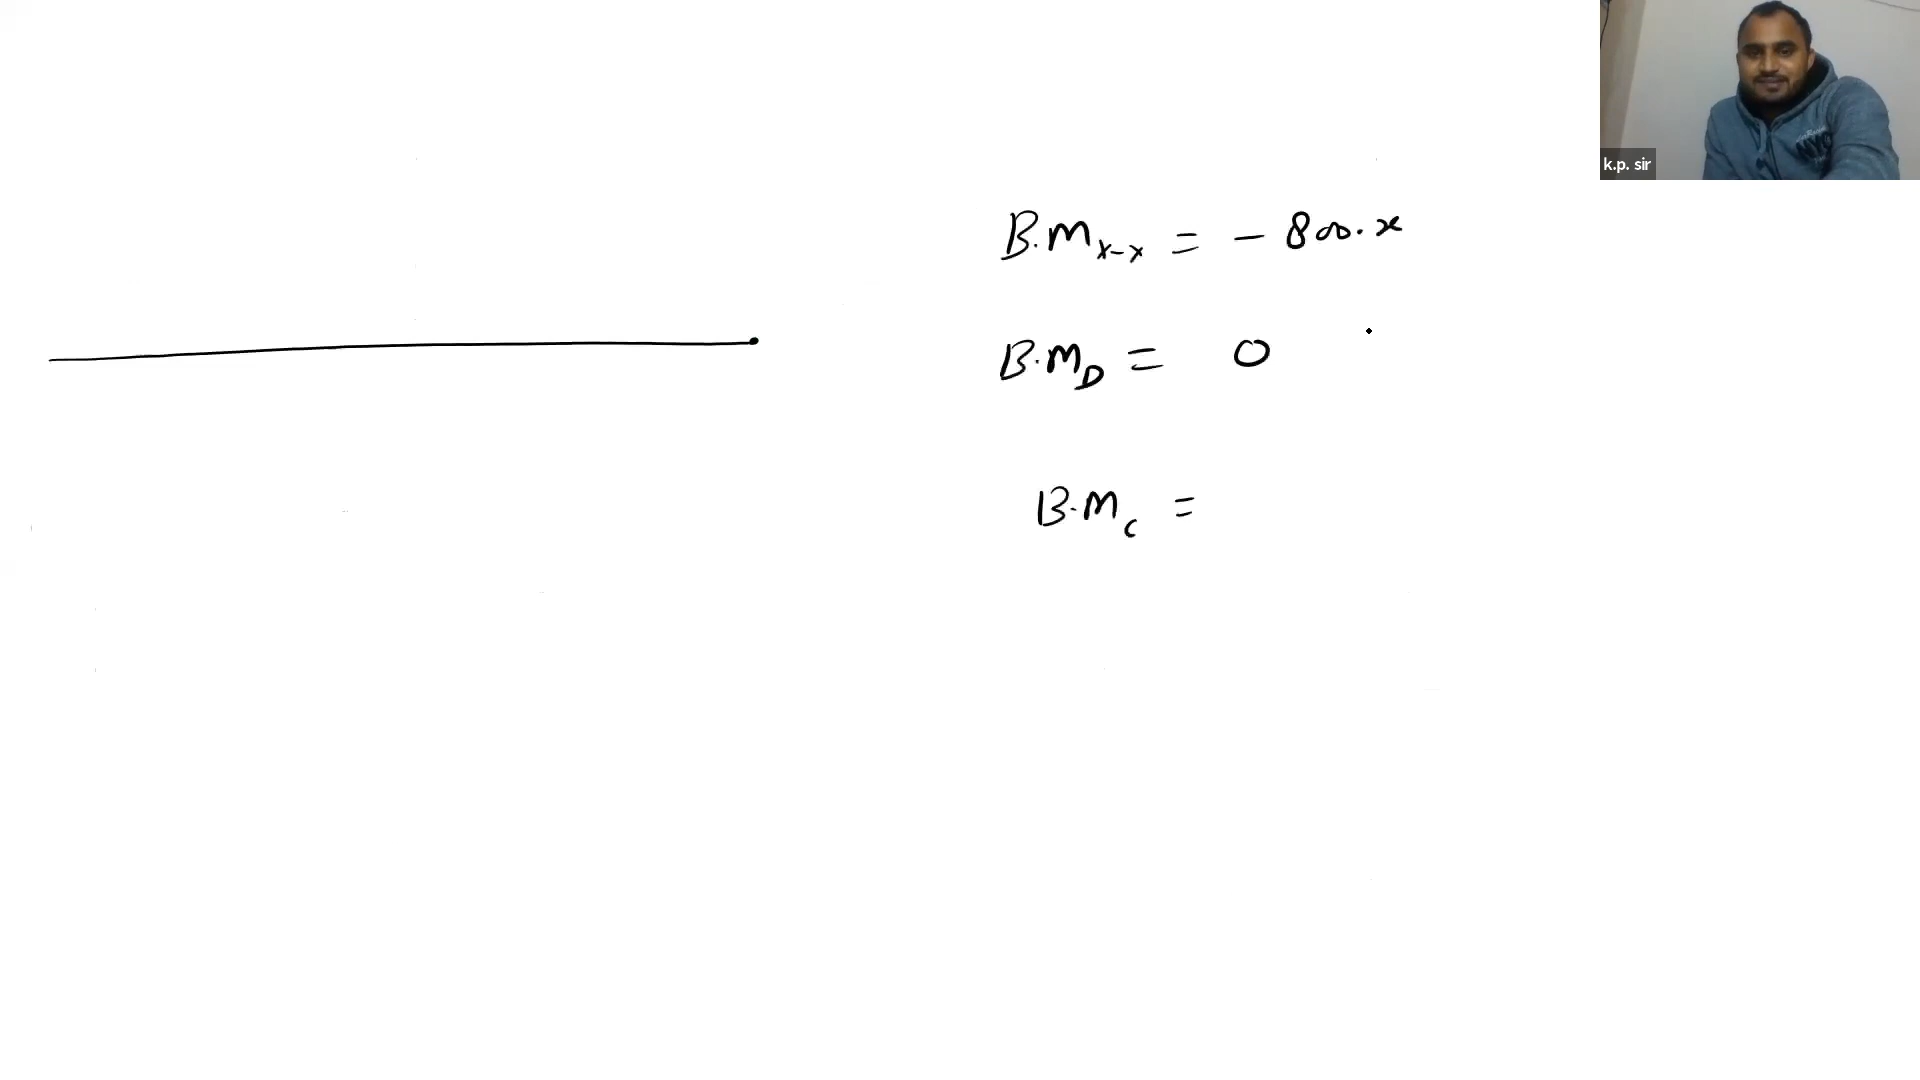 k.p. sir
B.M x-x = - 800.x
B.M D = 0
B.M c =